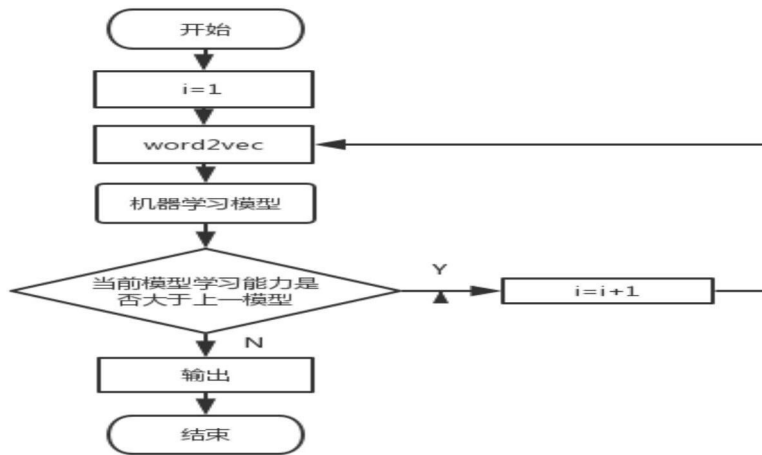 开始
i=1
word2vec
机器学习模型
当前模型学习能力是
否大于上一模型
Y
i=i+1
N
输出
结束